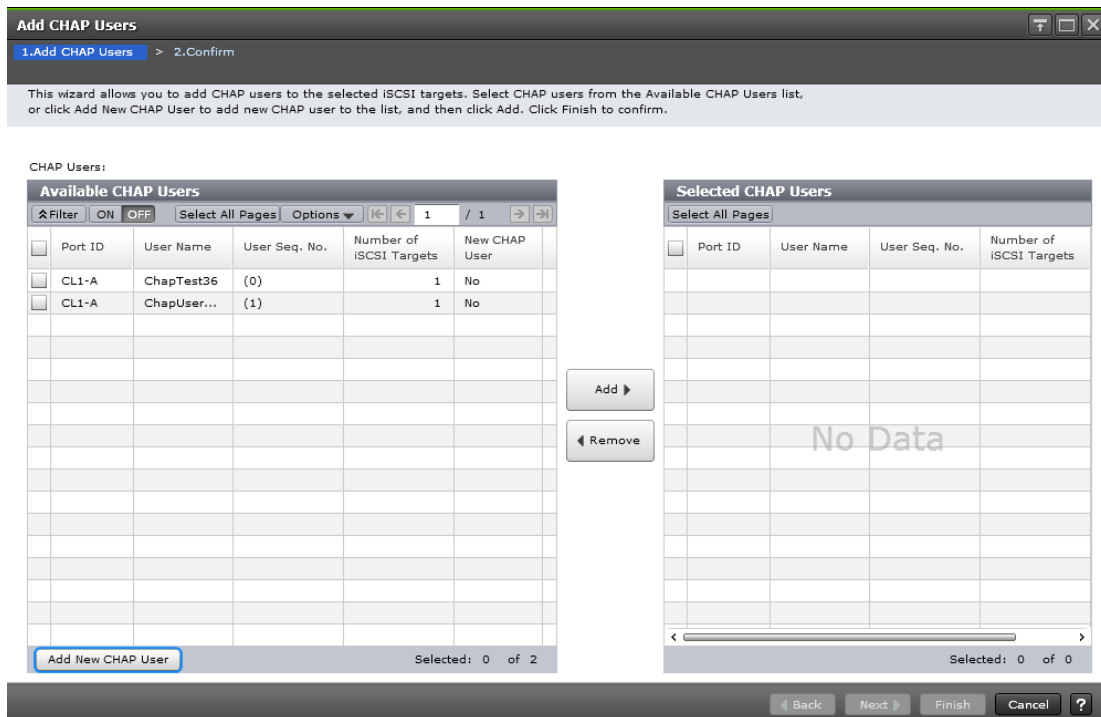 Add CHAP Users
1.Add CHAP Users > 2.Confirm
This wizard allows you to add CHAP users to the selected iSCSI targets. Select CHAP users from the Available CHAP Users list,
or click Add New CHAP User to add new CHAP user to the list, and then click Add. Click Finish to confirm.
CHAP Users:
Available CHAP Users
Filter ON OFF Select All Pages Options 1 / 1
Port ID User Name User Seq. No. Number of iSCSI Targets New CHAP User
CL1-A ChapTest36 (0) 1 No
CL1-A ChapUser... (1) 1 No
Add New CHAP User Selected: 0 of 2
Add
Remove
Selected CHAP Users
Select All Pages
Port ID User Name User Seq. No. Number of iSCSI Targets
No Data
Selected: 0 of 0
Back Next Finish Cancel ?